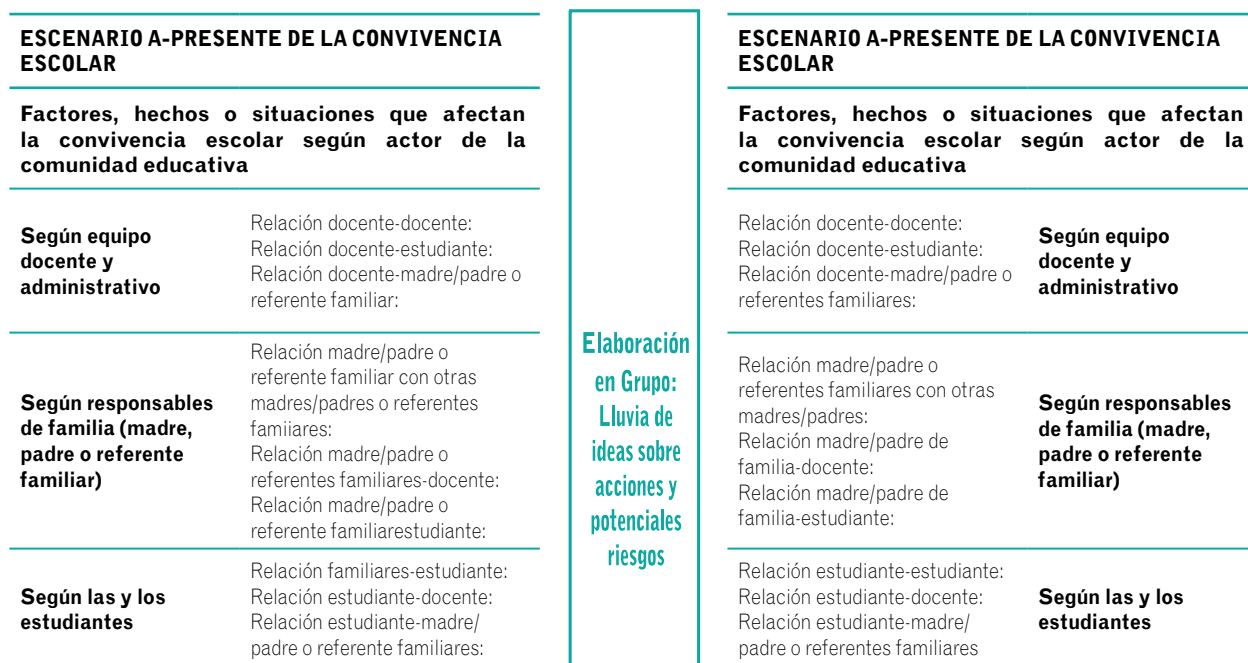 ESCENARIO A-PRESENTE DE LA CONVIVENCIA
ESCOLAR
Factores, hechos o situaciones que afectan
la convivencia escolar según actor de la
comunidad educativa
Según equipo
docente y
administrativo
Relación docente-docente:
Relación docente-estudiante:
Relación docente-madre/padre o
referente familiar:
Según responsables
de familia (madre,
padre o referente
familiar)
Relación madre/padre o
referente familiar con otras
madres/padres o referentes
famiiares:
Relación madre/padre o
referentes familiares-docente:
Relación madre/padre o
referente familiarestudiante:
Según las y los
estudiantes
Relación familiares-estudiante:
Relación estudiante-docente:
Relación estudiante-madre/
padre o referente familiares:
Elaboración
en Grupo:
Lluvia de
ideas sobre
acciones y
potenciales
riesgos
ESCENARIO A-PRESENTE DE LA CONVIVENCIA
ESCOLAR
Factores, hechos o situaciones que afectan
la convivencia escolar según actor de la
comunidad educativa
Relación docente-docente:
Relación docente-estudiante:
Relación docente-madre/padre o
referentes familiares:
Según equipo
docente y
administrativo
Relación madre/padre o
referentes familiares con otras
madres/padres:
Relación madre/padre de
familia-docente:
Relación madre/padre de
familia-estudiante:
Según responsables
de familia (madre,
padre o referente
familiar)
Relación estudiante-estudiante:
Relación estudiante-docente:
Relación estudiante-madre/
padre o referentes familiares
Según las y los
estudiantes